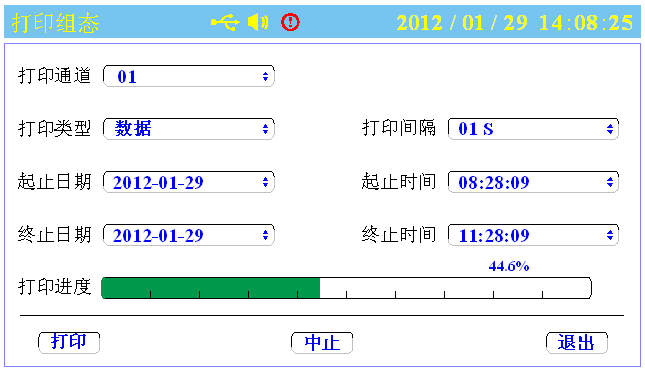 打印组态 2012 / 01 / 29 14:08:25
打印通道 01
打印类型 数据 打印间隔 01 S
起止日期 2012-01-29 起止时间 08:28:09
终止日期 2012-01-29 终止时间 11:28:09
44.6%
打印进度
打印 中止 退出